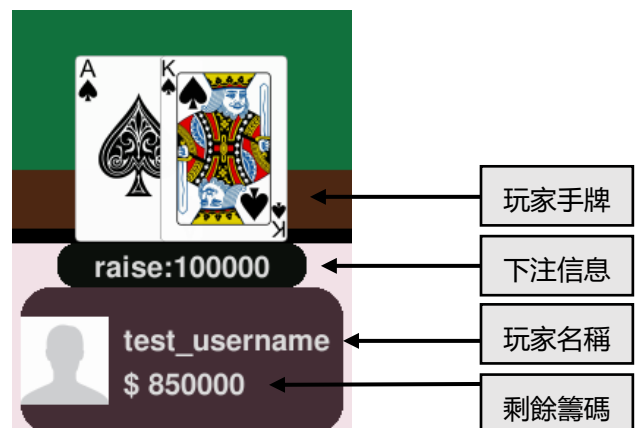 A
K
玩家手牌
K
raise:100000
下注信息
test_username
玩家名稱
$ 850000
剩餘籌碼